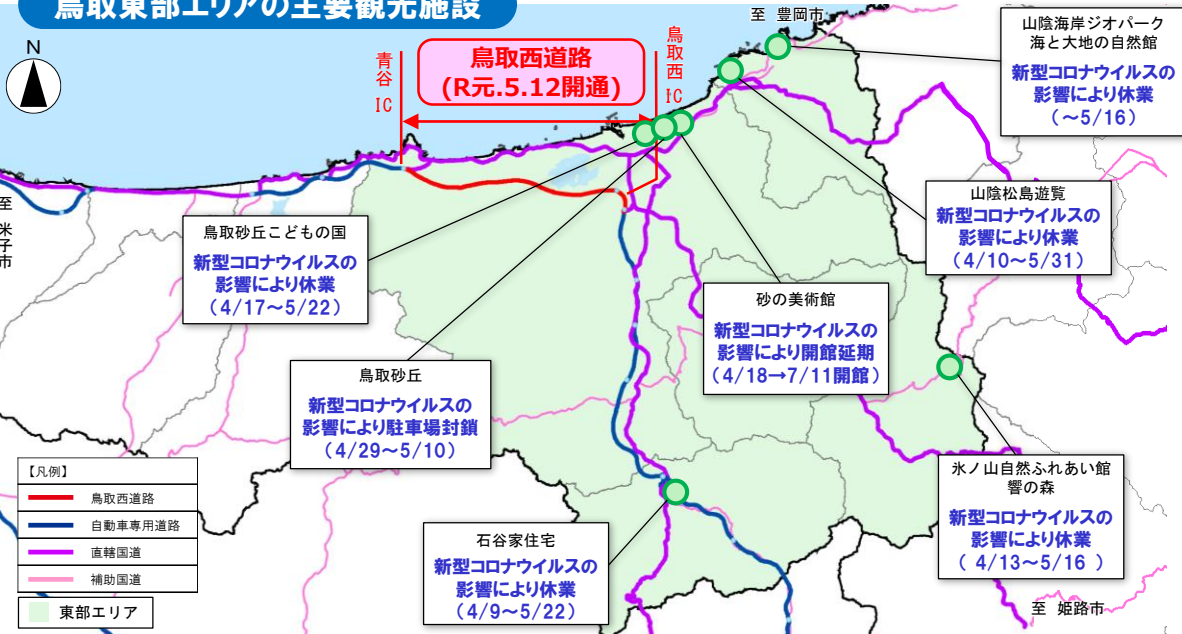 鳥取東部エリアの主要観光施設
N
至 豊岡市
山陰海岸ジオパーク
海と大地の自然館
新型コロナウイルスの
影響により休業
(～5/16)
青谷IC
鳥取西道路
(R元.5.12開通)
鳥取西IC
至 米子市
鳥取砂丘こどもの国
新型コロナウイルスの
影響により休業
(4/17～5/22)
山陰松島遊覧
新型コロナウイルスの
影響により休業
(4/10～5/31)
砂の美術館
新型コロナウイルスの
影響により開館延期
(4/18→7/11開館)
鳥取砂丘
新型コロナウイルスの
影響により駐車場封鎖
(4/29～5/10)
氷ノ山自然ふれあい館
響の森
新型コロナウイルスの
影響により休業
( 4/13～5/16 )
石谷家住宅
新型コロナウイルスの
影響により休業
(4/9～5/22)
至 姫路市
【凡例】
鳥取西道路
自動車専用道路
直轄国道
補助国道
東部エリア